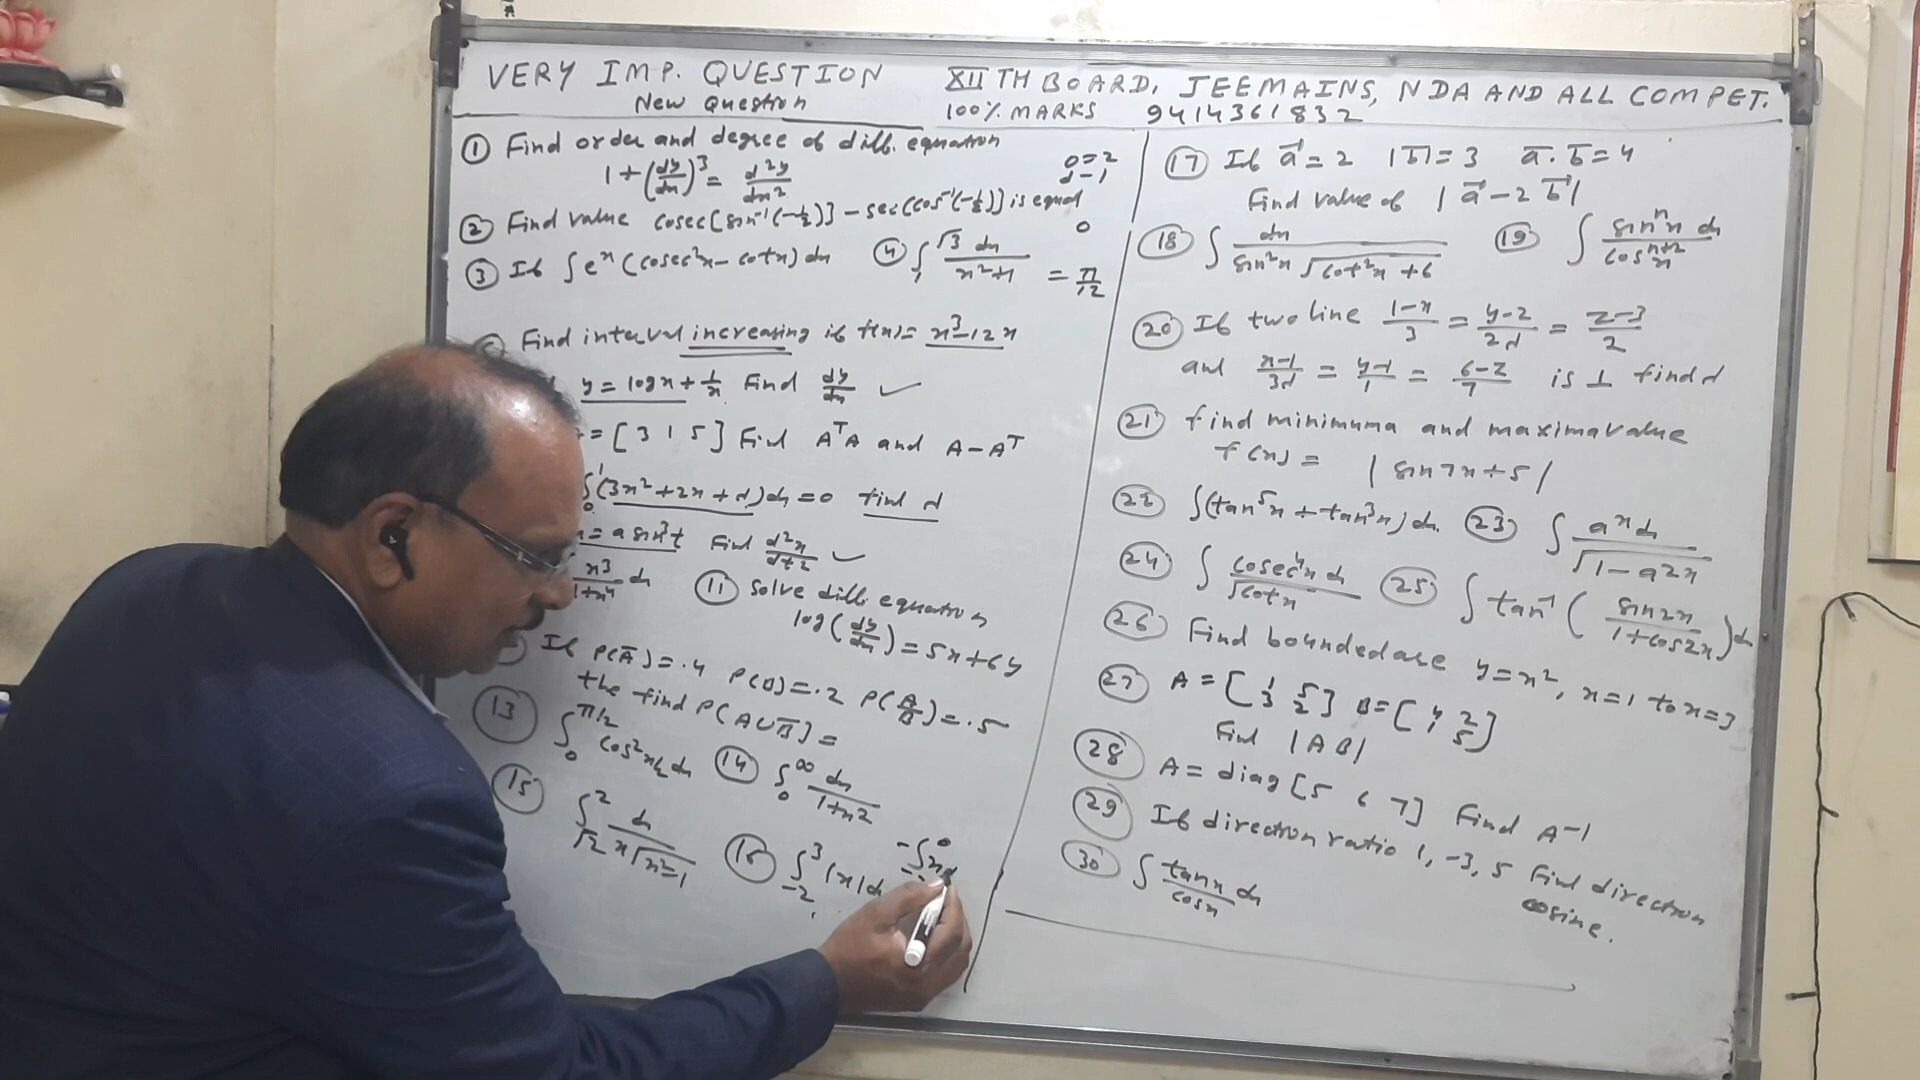 VERY IMP. QUESTION XII TH BOARD, JEEMAINS, NDA AND ALL COMPET.
New Question 100% MARKS 9414361832
① Find order and degree of diff. equation
1+(dy/dx)³ = d²y/dx² o=2 d-1
② Find value cosec[sin⁻¹(-1/2)] - sec(cos⁻¹(-1/2)] is equal
0
③ If ∫eˣ(cosec²x - cotx)dx ④ ∫₁^√3 dx/x²+1 = π/12
Find interval increasing if f(x)= x³-12x
y = logx + 1/x Find dy/dx ✓
= [3 1 5] Find AᵀA and A-Aᵀ
∫₀¹(3x²+2x+d)dx=0 find d
= a sin³t Find d²x/dt² ✓
x³/1+x⁴ dx ⑪ Solve diff. equation
log(dy/dx) = 5x+6y
If P(A̅)=.4 P(B)=.2 P(A/B)=.5
the find P(A∪B̅] =
⑬ ∫₀^π/2 cos²x/2 dx ⑭ ∫₀^∞ dx/1+x²
⑮ ∫√2^2 dx/x√x²-1 ⑯ ∫-2^3 |x|dx
⑰ If a⃗ = 2 |b⃗|=3 a̅.b̅=4
Find value of |a⃗-2b⃗|
⑱ ∫ dx/sin²x√cot²x+6 ⑲ ∫ sinⁿx dx/cosⁿ⁺²x
⑳ If two line 1-x/3 = y-2/2d = z-3/2
and x-1/3d = y-1/1 = 6-z/7 is ⊥ find d
㉑ find minimuma and maximavalue
f(x) = |sin7x+5|
㉒ ∫(tan⁵x+tan³x)dx. ㉓ ∫ aˣdx/√1-a²ˣ
㉔ ∫ cosec⁴x dx/√cotx ㉕ ∫tan⁻¹(sin2x/1+cos2x)dx
㉖ Find boundedare y=x², x=1 to x=3
㉗ A=[1 5 3 2] B=[4 2 1 5]
Find |AB|
㉘ A= diag[5 6 7] Find A⁻¹
㉙ If direction ratio 1, -3, 5 Find direction
cosine.
㉚ ∫ tanx/cosx dx